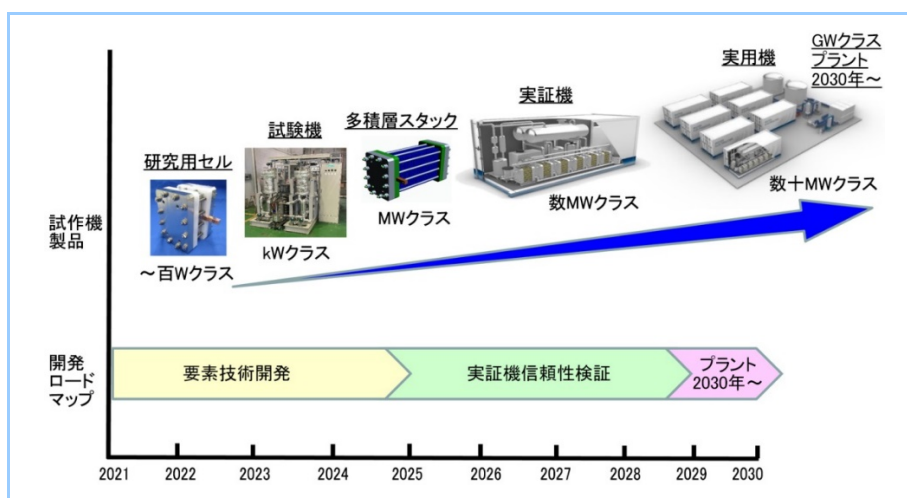 GWクラス
プラント
2030年～
実用機
実証機
多積層スタック
試験機
研究用セル
数十MWクラス
数MWクラス
MWクラス
kWクラス
～百Wクラス
試作機
製品
開発
ロード
マップ
要素技術開発
実証機信頼性検証
プラント
2030年～
2021
2022
2023
2024
2025
2026
2027
2028
2029
2030